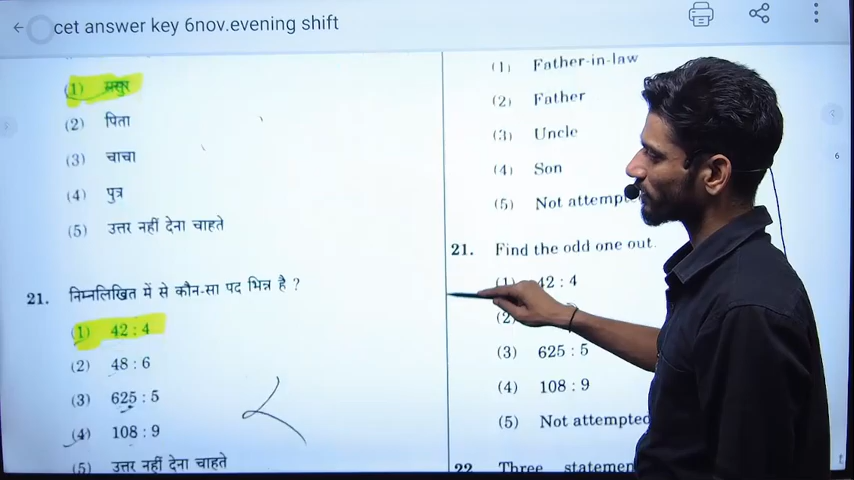 cet answer key 6nov.evening shift
(1) ससुर
(2) पिता
(3) चाचा
(4) पुत्र
(5) उत्तर नहीं देना चाहते
21. निम्नलिखित में से कौन-सा पद भिन्न है ?
(1) 42 : 4
(2) 48 : 6
(3) 625 : 5
(4) 108 : 9
(5) उत्तर नहीं देना चाहते
(1) Father-in-law
(2) Father
(3) Uncle
(4) Son
(5) Not attempt
6
21. Find the odd one out.
(1) 42 : 4
(2)
(3) 625 : 5
(4) 108 : 9
(5) Not attempted
22 Three statemen